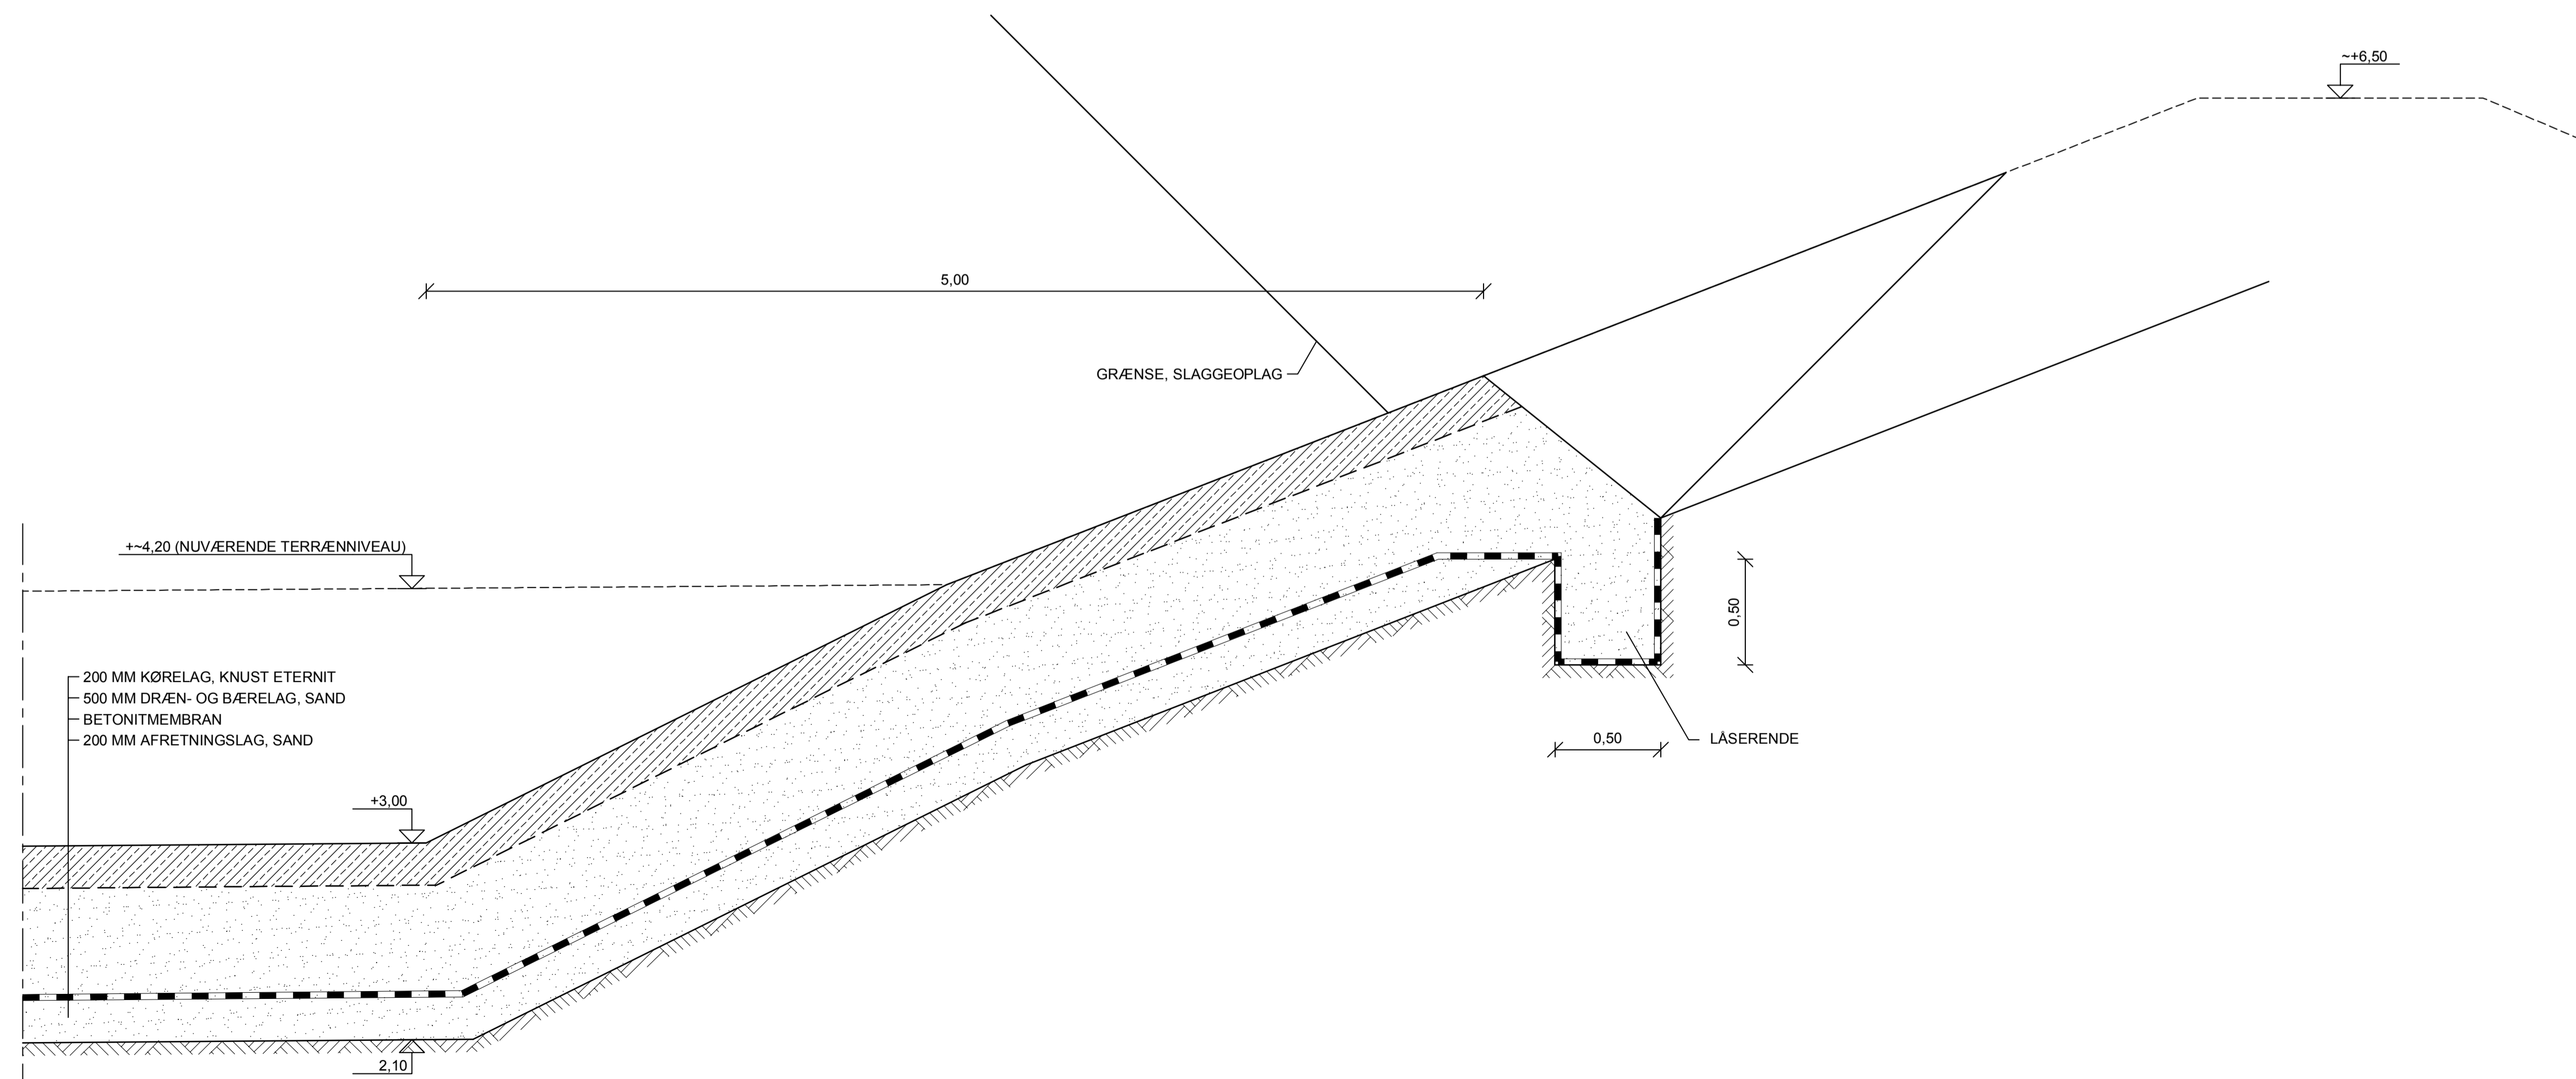 ~+6,50
5,00
GRÆNSE, SLAGGEOPLAG
+~4,20 (NUVÆRENDE TERRÆNNIVEAU)
0,50
200 MM KØRELAG, KNUST ETERNIT
500 MM DRÆN- OG BÆRELAG, SAND
BETONITMEMBRAN
200 MM AFRETNINGSLAG, SAND
0,50
LÅSERENDE
+3,00
2,10